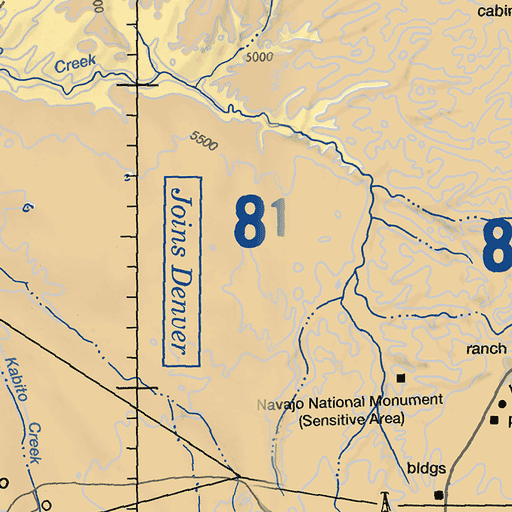 cabin
Creek
5000
5500
Joins Denver
81
8
ranch
Kabito
Creek
Navajo National Monument
(Sensitive Area)
bldgs